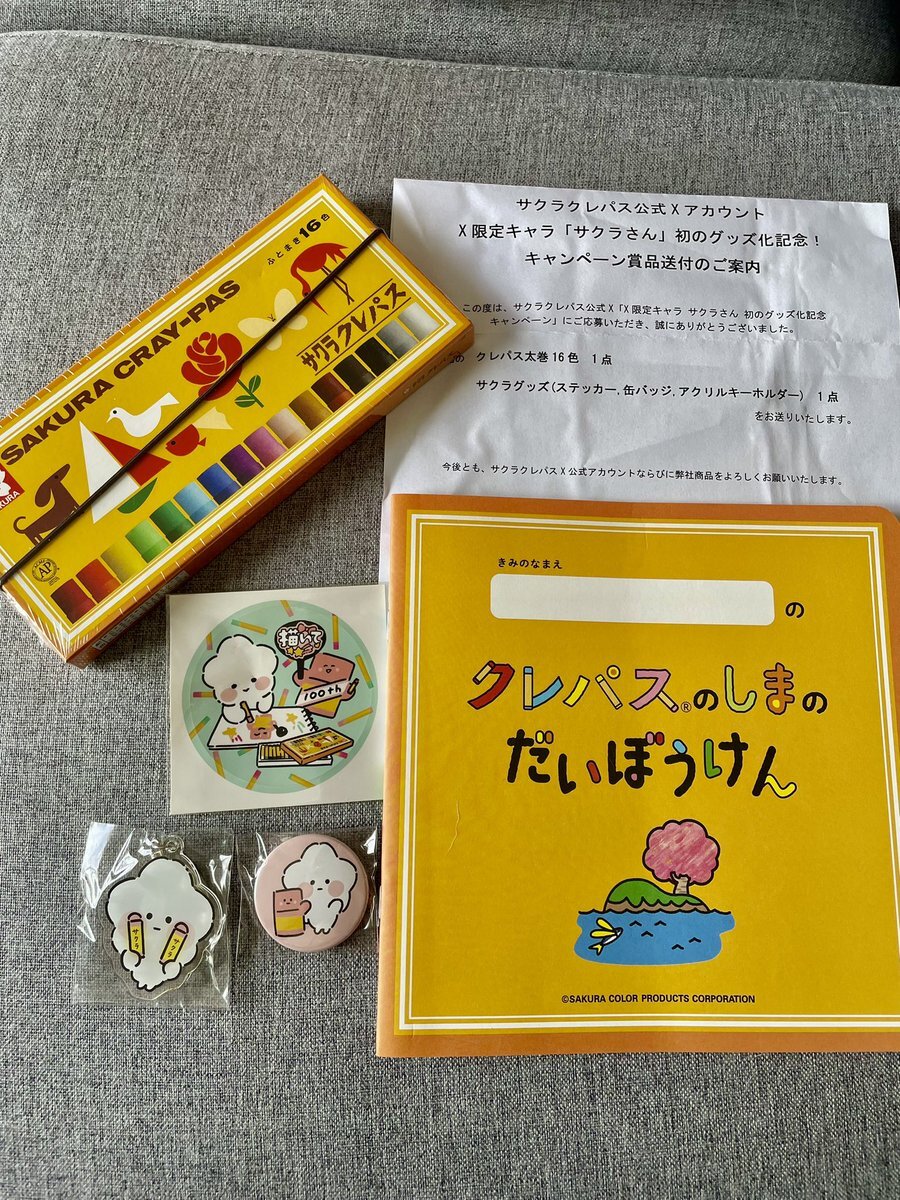 サクラクレパス公式Xアカウント
X限定キャラ「サクラさん」初のグッズ化記念！
キャンペーン賞品送付のご案内
この度は、サクラクレパス公式X「X限定キャラ サクラさん 初のグッズ化記念
キャンペーン」にご応募いただき、誠にありがとうございました。
クレパス太巻16色 1点
サクラグッズ(ステッカー,缶バッジ,アクリルキーホルダー) 1点
をお送りいたします。
今後とも、サクラクレパスX公式アカウントならびに弊社商品をよろしくお願いいたします。
ふとまき16色
SAKURA CRAY-PAS
サクラクレパス
AP
描いて
100th
サクラ
サクラ
きみのなまえ
の
クレパス®のしまの
だいぼうけん
©SAKURA COLOR PRODUCTS CORPORATION